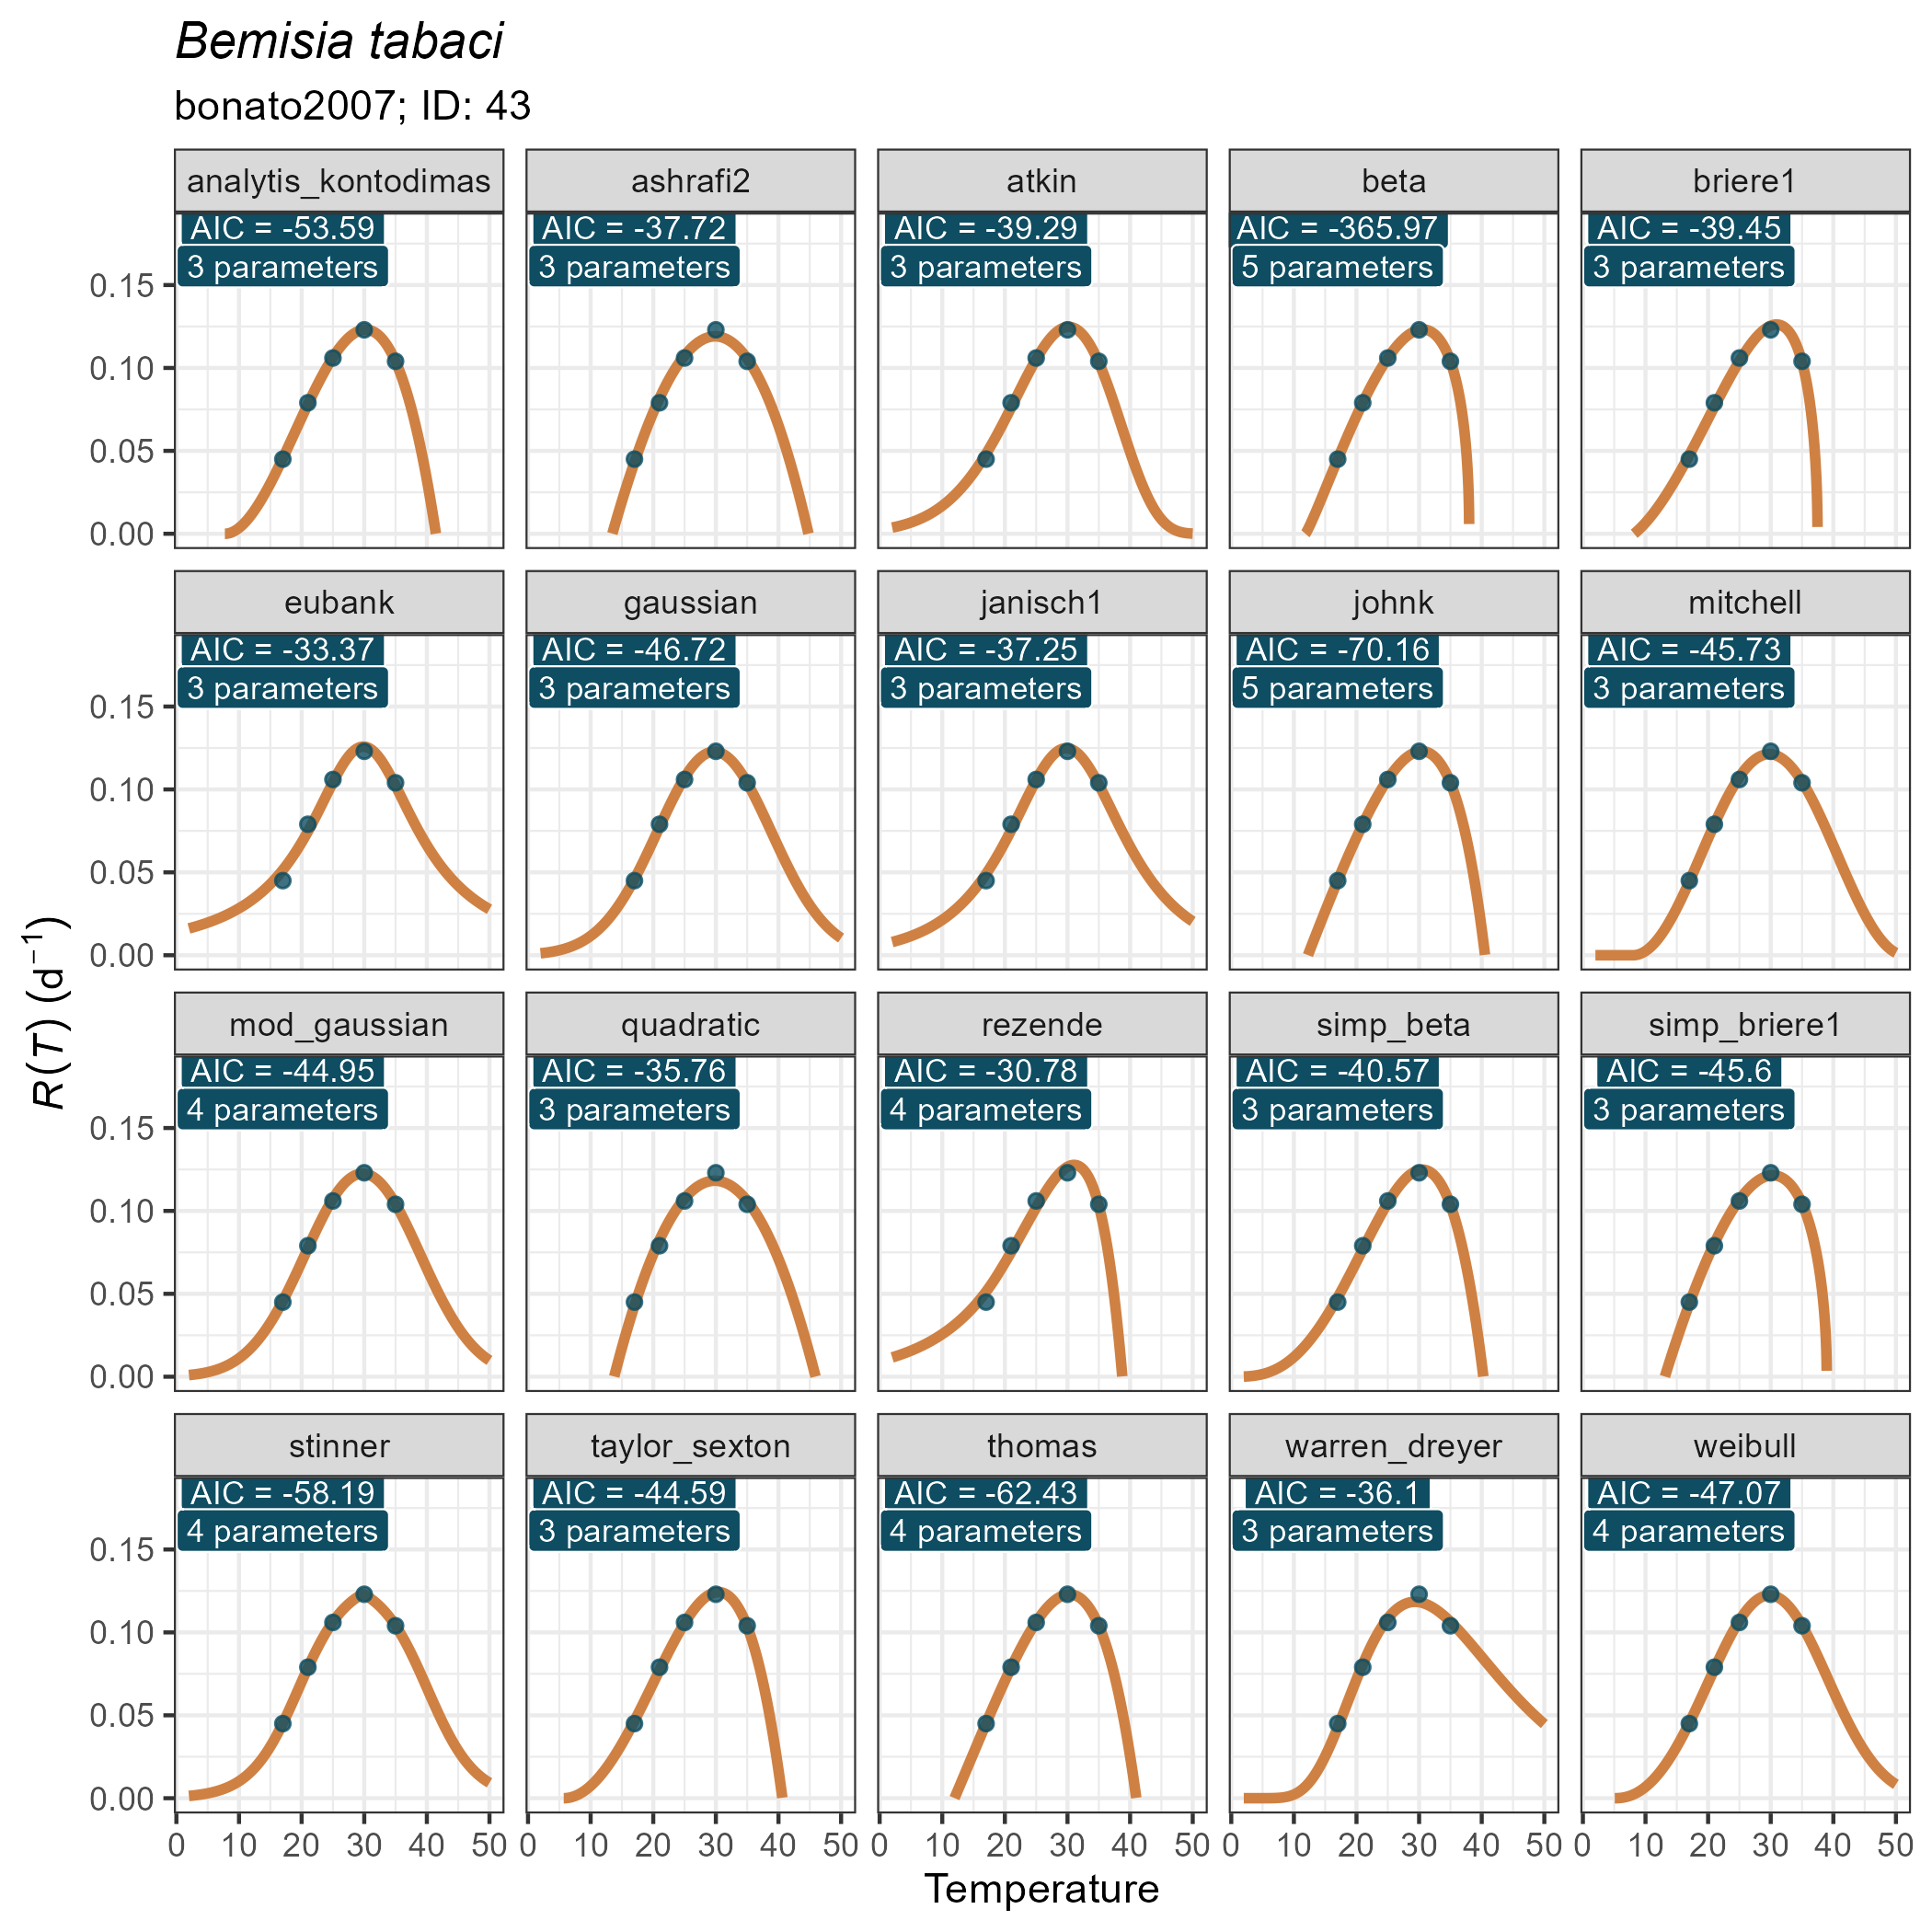 Bemisia tabaci
bonato2007; ID: 43
analytis_kontodimas
ashrafi2
atkin
beta
briere1
AIC = -53.59
AIC = -37.72
AIC = -39.29
AIC = -365.97
AIC = -39.45
3 parameters
3 parameters
3 parameters
5 parameters
3 parameters
0.15
0.10
0.05
0.00
eubank
gaussian
janisch1
johnk
mitchell
AIC = -33.37
AIC = -46.72
AIC = -37.25
AIC = -70.16
AIC = -45.73
3 parameters
3 parameters
3 parameters
5 parameters
3 parameters
0.15
0.10
0.05
0.00
R(T) (d⁻¹)
mod_gaussian
quadratic
rezende
simp_beta
simp_briere1
AIC = -44.95
AIC = -35.76
AIC = -30.78
AIC = -40.57
AIC = -45.6
4 parameters
3 parameters
4 parameters
3 parameters
3 parameters
0.15
0.10
0.05
0.00
stinner
taylor_sexton
thomas
warren_dreyer
weibull
AIC = -58.19
AIC = -44.59
AIC = -62.43
AIC = -36.1
AIC = -47.07
4 parameters
3 parameters
4 parameters
3 parameters
4 parameters
0.15
0.10
0.05
0.00
0 10 20 30 40 50
0 10 20 30 40 50
0 10 20 30 40 50
0 10 20 30 40 50
0 10 20 30 40 50
Temperature